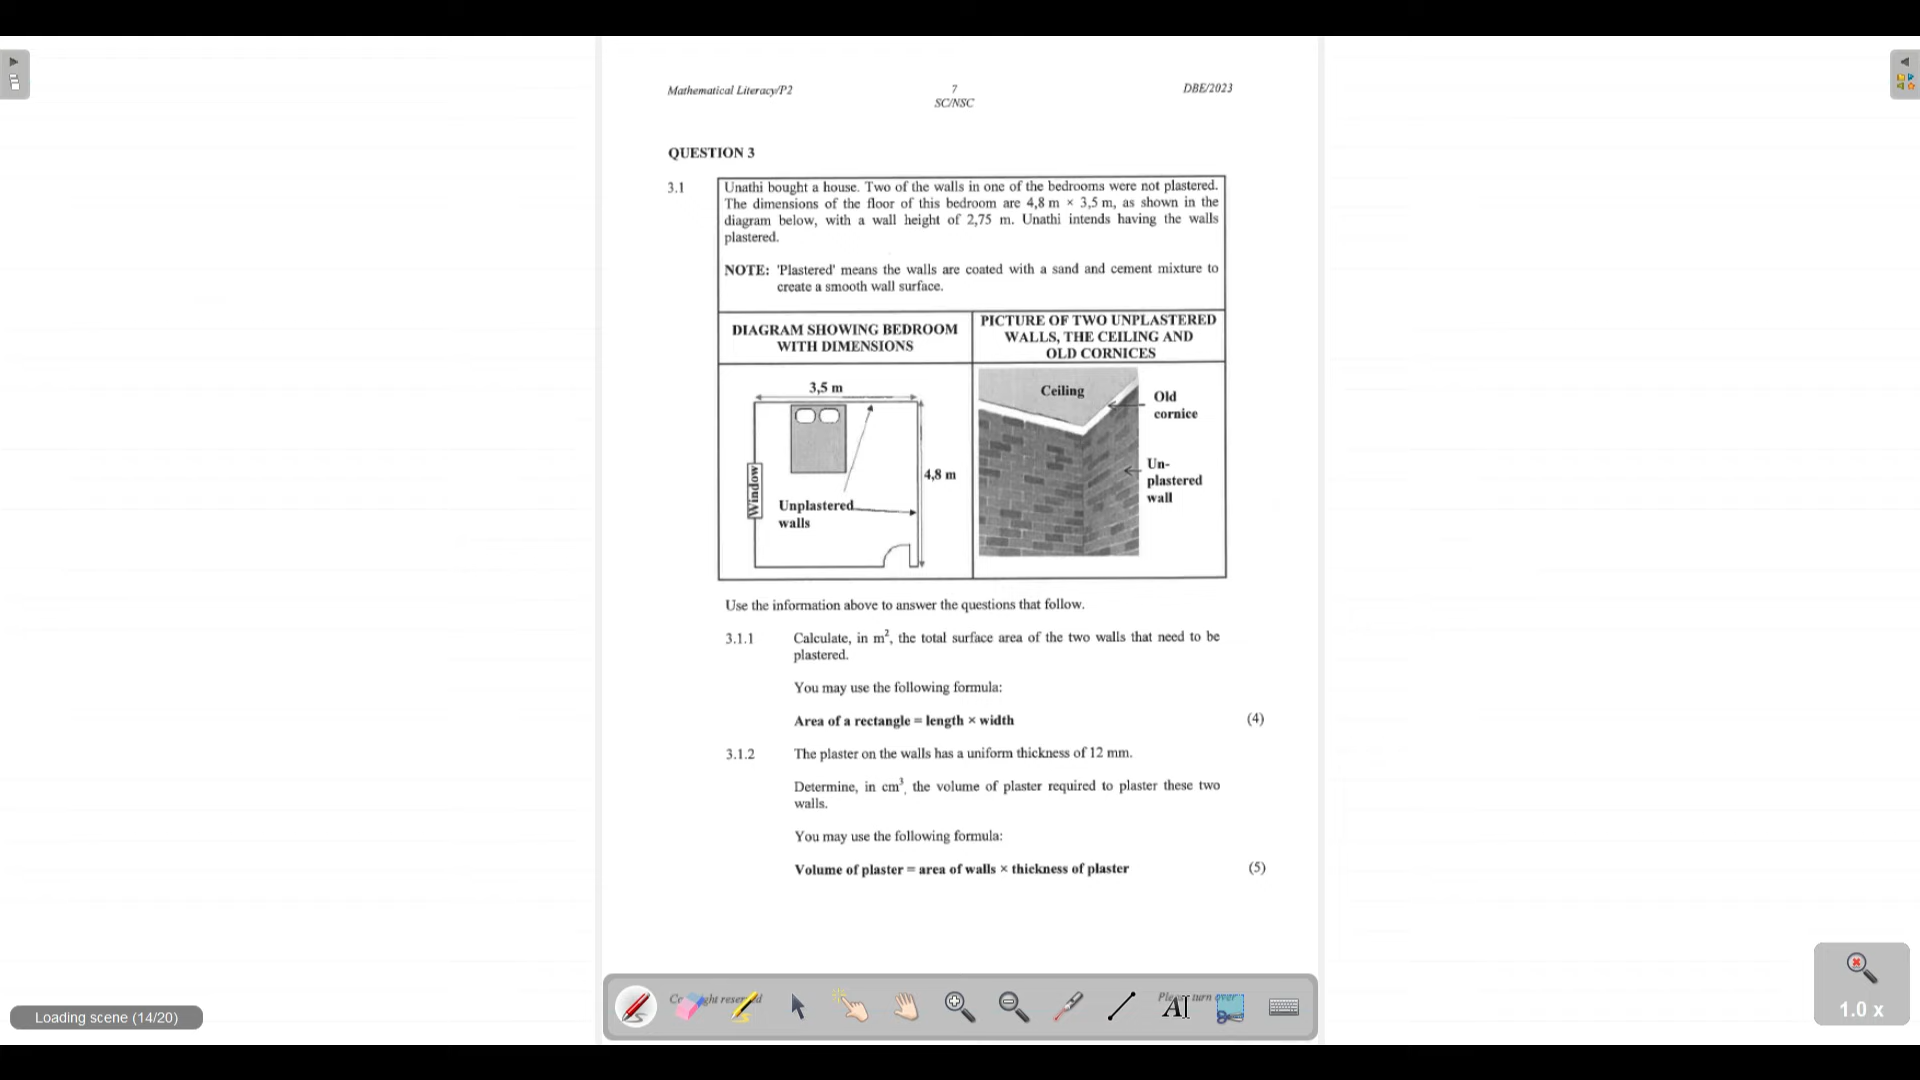 Mathematical Literacy/P2
7
DBE/2023
SC/NSC
QUESTION 3
3.1
Unathi bought a house. Two of the walls in one of the bedrooms were not plastered.
The dimensions of the floor of this bedroom are 4,8 m × 3,5 m, as shown in the
diagram below, with a wall height of 2,75 m. Unathi intends having the walls
plastered.
NOTE: 'Plastered' means the walls are coated with a sand and cement mixture to
create a smooth wall surface.
DIAGRAM SHOWING BEDROOM
WITH DIMENSIONS
PICTURE OF TWO UNPLASTERED
WALLS, THE CEILING AND
OLD CORNICES
3,5 m
Window
4,8 m
Unplastered
walls
Ceiling
Old
cornice
Un-
plastered
wall
Use the information above to answer the questions that follow.
3.1.1 Calculate, in m², the total surface area of the two walls that need to be
plastered.
You may use the following formula:
Area of a rectangle = length × width (4)
3.1.2 The plaster on the walls has a uniform thickness of 12 mm.
Determine, in cm³, the volume of plaster required to plaster these two
walls.
You may use the following formula:
Volume of plaster = area of walls × thickness of plaster (5)
turn over
Loading scene (14/20)
1.0 x